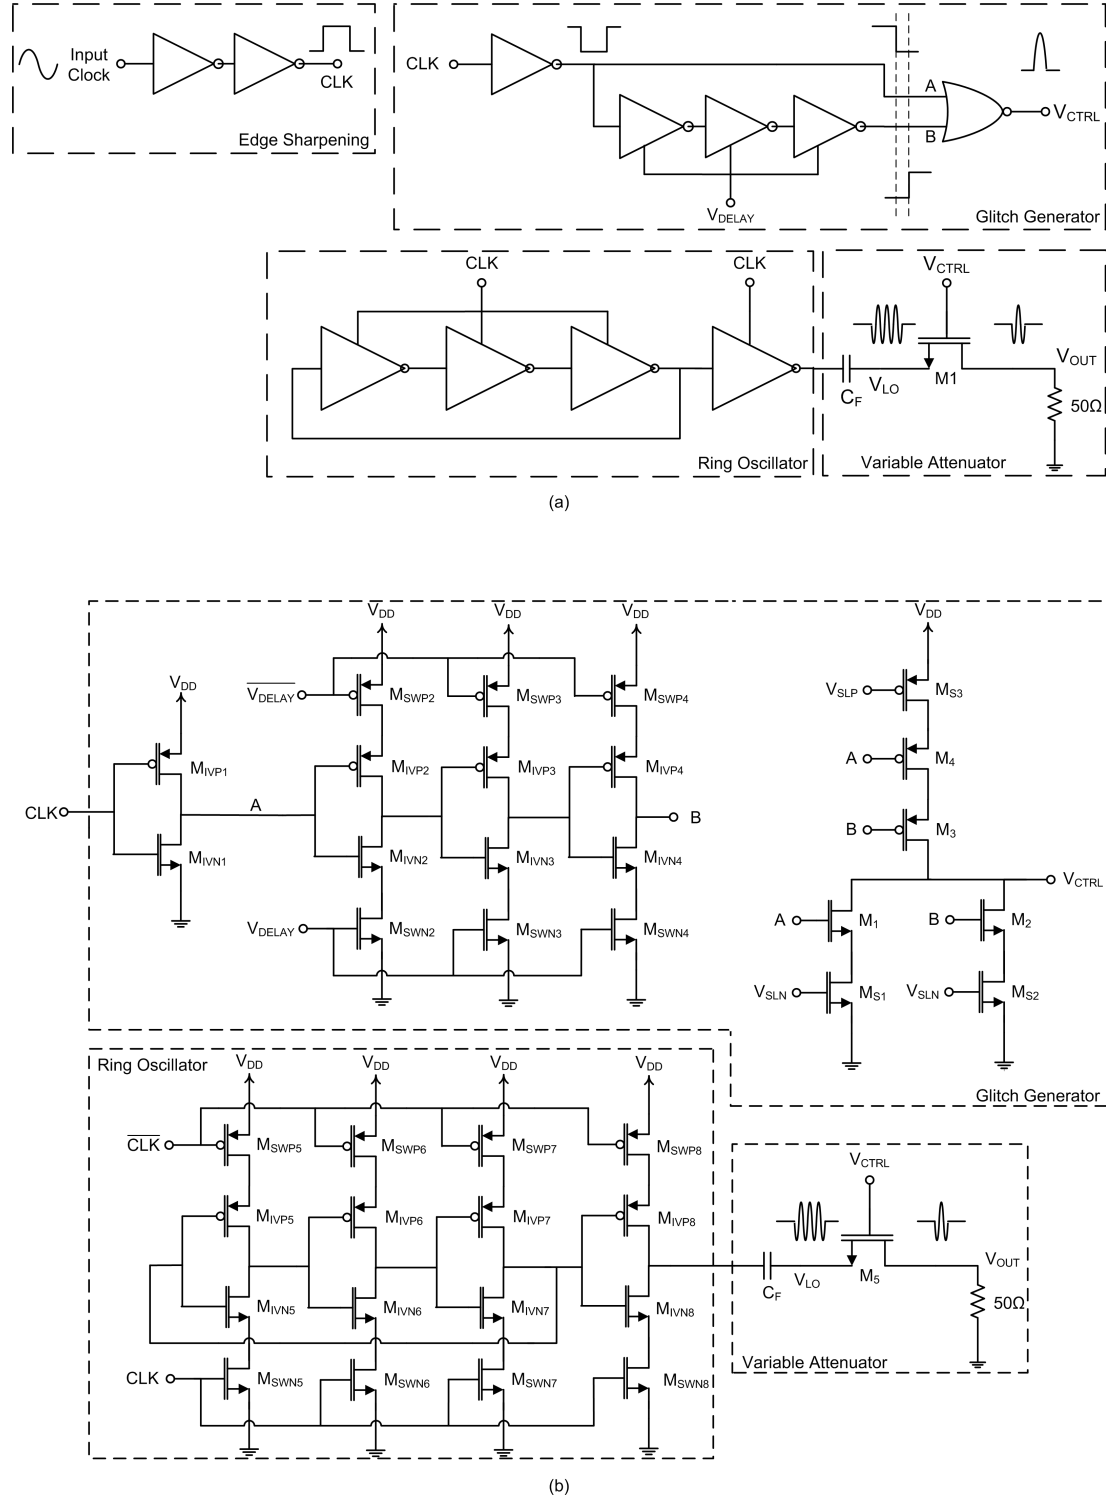 Input Clock
CLK
Edge Sharpening
CLK
A
B
V_CTRL
V_DELAY
Glitch Generator
CLK
CLK
Ring Oscillator
V_CTRL
C_F
V_LO
M1
V_OUT
50Ω
Variable Attenuator
(a)
V_DD
V_DD
V_DD
V_DD
V_DD
V̅_DELAY
M_SWP2
M_SWP3
M_SWP4
V_SLP
M_S3
M_IVP1
M_IVP2
M_IVP3
M_IVP4
A
M_4
CLK
A
B
B
M_3
M_IVN1
M_IVN2
M_IVN3
M_IVN4
V_CTRL
V_DELAY
M_SWN2
M_SWN3
M_SWN4
A
M_1
B
M_2
V_SLN
M_S1
V_SLN
M_S2
Glitch Generator
Ring Oscillator
V_DD
V_DD
V_DD
V_DD
C̅L̅K̅
M_SWP5
M_SWP6
M_SWP7
M_SWP8
M_IVP5
M_IVP6
M_IVP7
M_IVP8
M_IVN5
M_IVN6
M_IVN7
M_IVN8
CLK
M_SWN5
M_SWN6
M_SWN7
M_SWN8
V_CTRL
C_F
V_LO
M_5
V_OUT
50Ω
Variable Attenuator
(b)